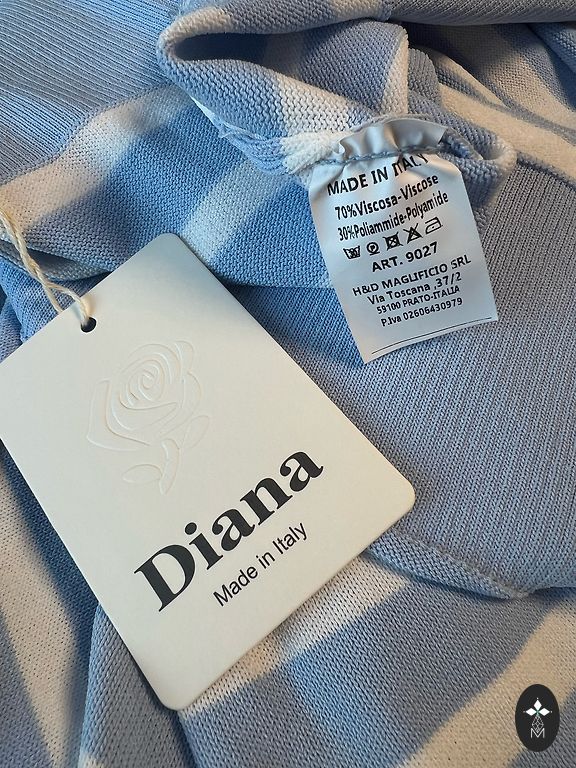 MADE IN ITALY
70%Viscosa-Viscose
30%Poliammide-Polyamide
ART. 9027
H&D MAGLIFICIO SRL
Via Toscana ,37/2
59100 PRATO-ITALIA
P.Iva 02606430979
Diana
Made in Italy
M